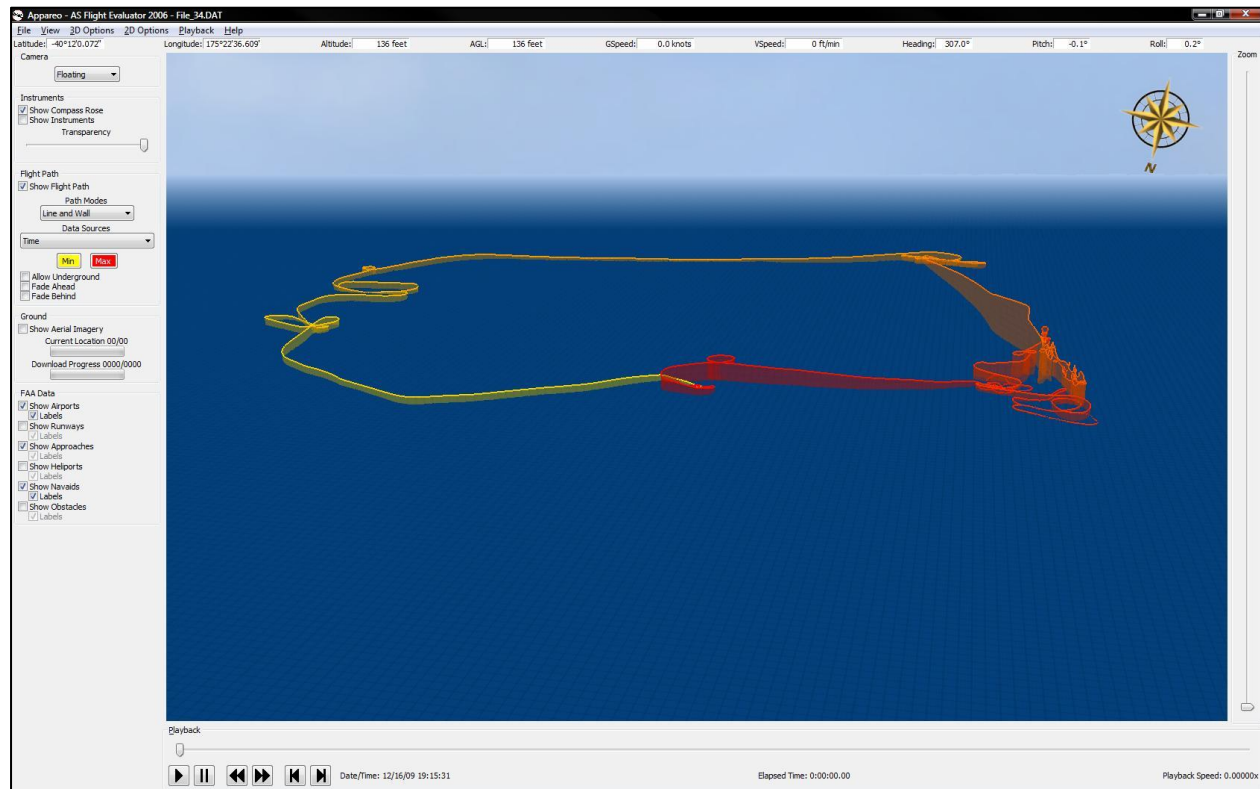 Appareo - AS Flight Evaluator 2006 - File_34.DAT
File View 3D Options 2D Options Playback Help
Latitude: -40°12'0.072" Longitude: 175°22'36.609' Altitude: 136 feet AGL: 136 feet GSpeed: 0.0 knots VSpeed: 0 ft/min Heading: 307.0° Pitch: -0.1° Roll: 0.2°
Camera
Floating
Zoom
Instruments
Show Compass Rose
Show Instruments
Transparency
N
Flight Path
Show Flight Path
Path Modes
Line and Wall
Data Sources
Time
Min Max
Allow Underground
Fade Ahead
Fade Behind
Ground
Show Aerial Imagery
Current Location 00/00
Download Progress 0000/0000
FAA Data
Show Airports
Labels
Show Runways
Labels
Show Approaches
Labels
Show Heliports
Labels
Show Navaids
Labels
Show Obstacles
Labels
Playback
Date/Time: 12/16/09 19:15:31 Elapsed Time: 0:00:00.00 Playback Speed: 0.00000x